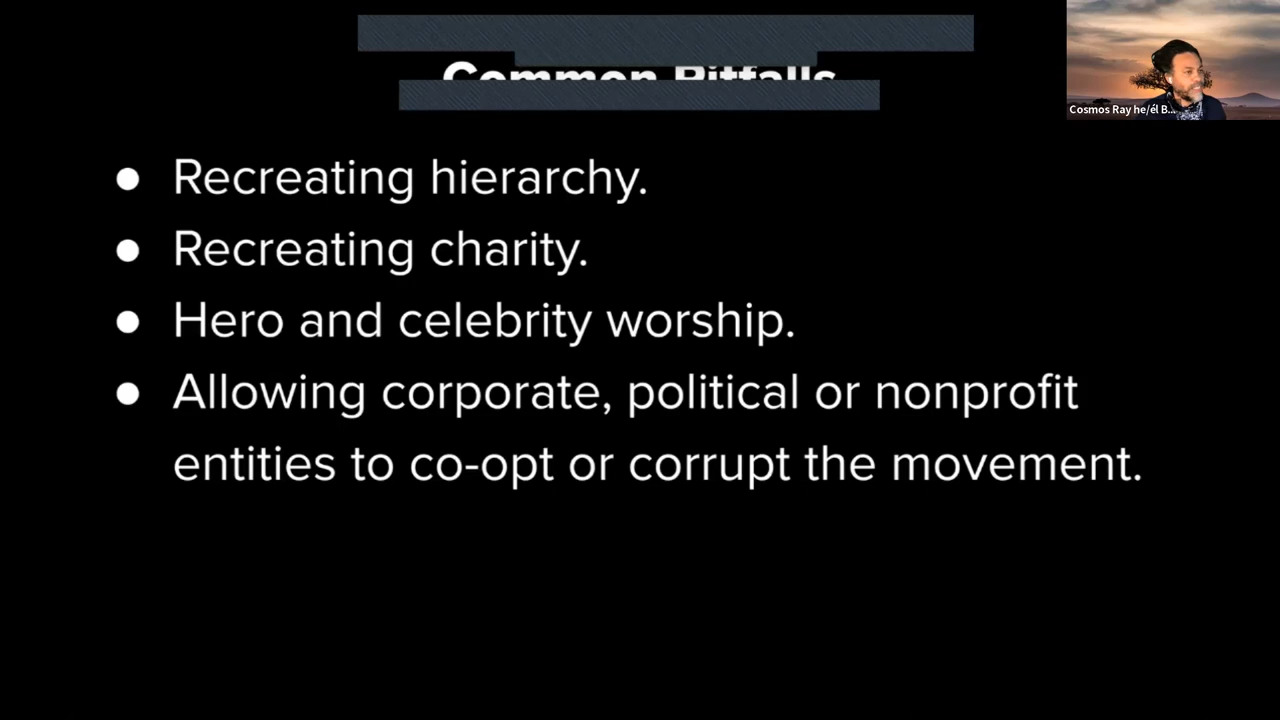 Common Pitfalls
Cosmos Ray he/él B...
● Recreating hierarchy.
● Recreating charity.
● Hero and celebrity worship.
● Allowing corporate, political or nonprofit
entities to co-opt or corrupt the movement.